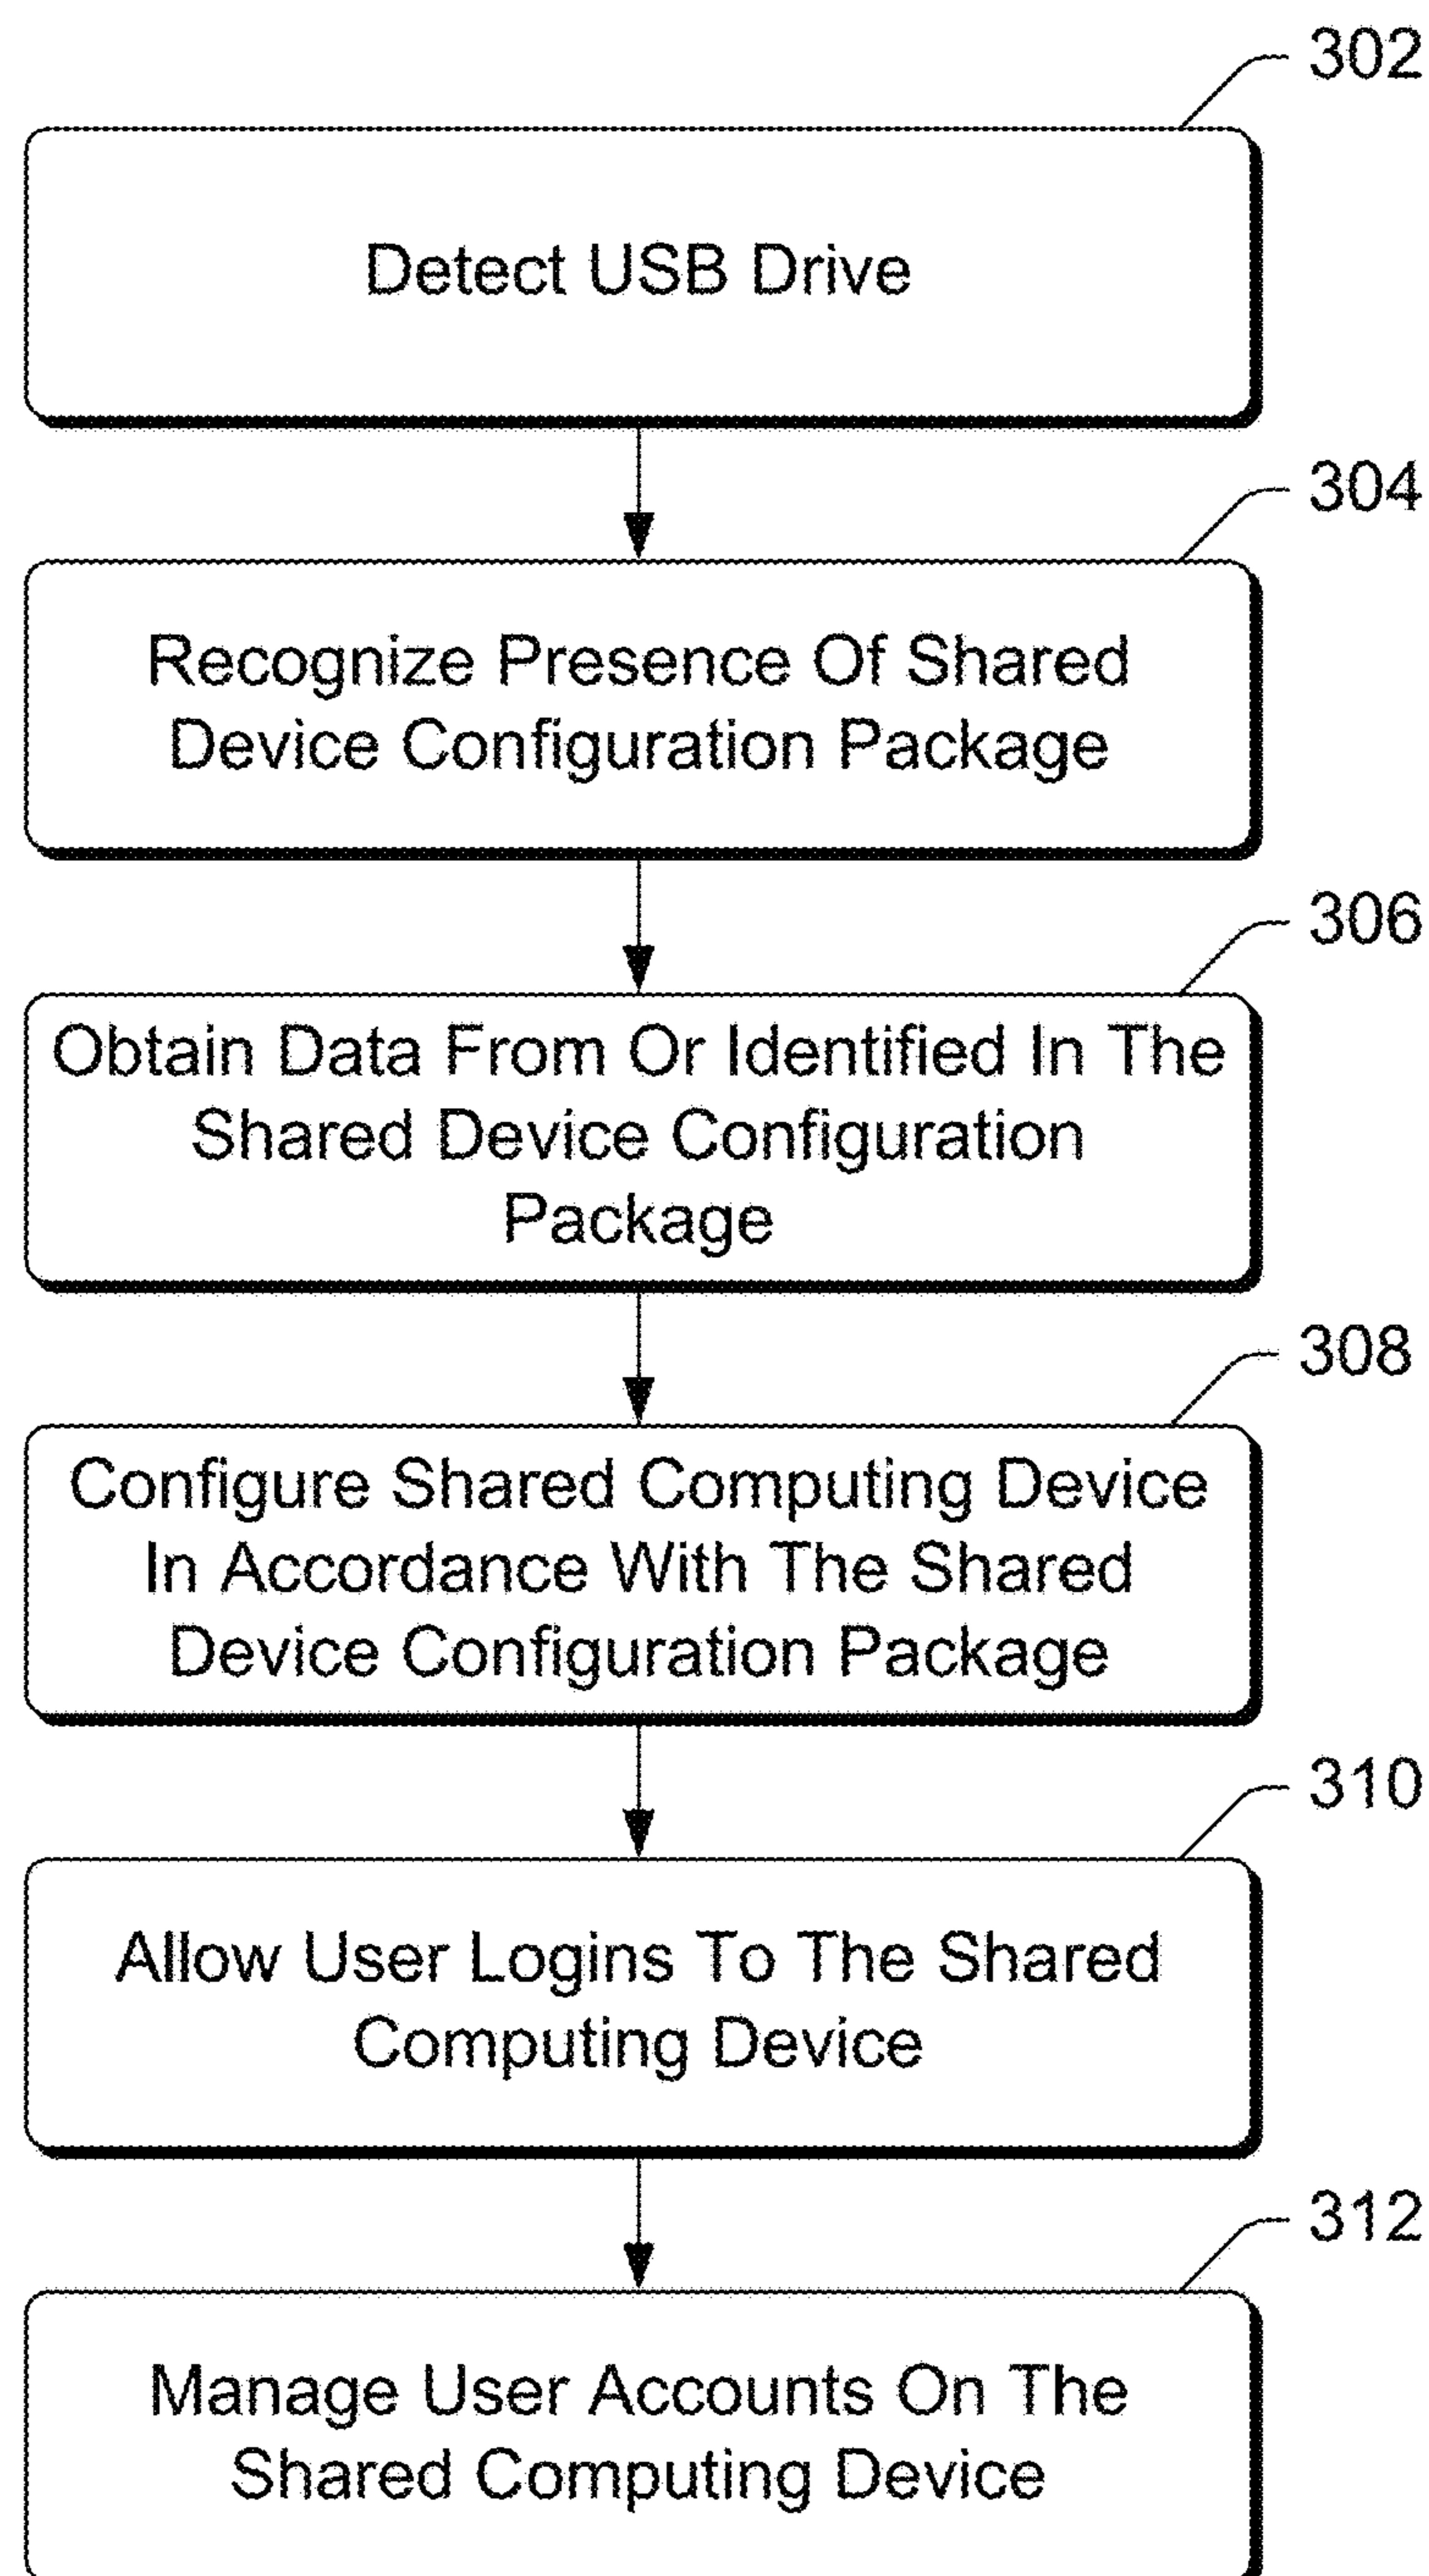 302
Detect USB Drive
304
Recognize Presence Of Shared
Device Configuration Package
306
Obtain Data From Or Identified In The
Shared Device Configuration
Package
308
Configure Shared Computing Device
In Accordance With The Shared
Device Configuration Package
310
Allow User Logins To The Shared
Computing Device
312
Manage User Accounts On The
Shared Computing Device